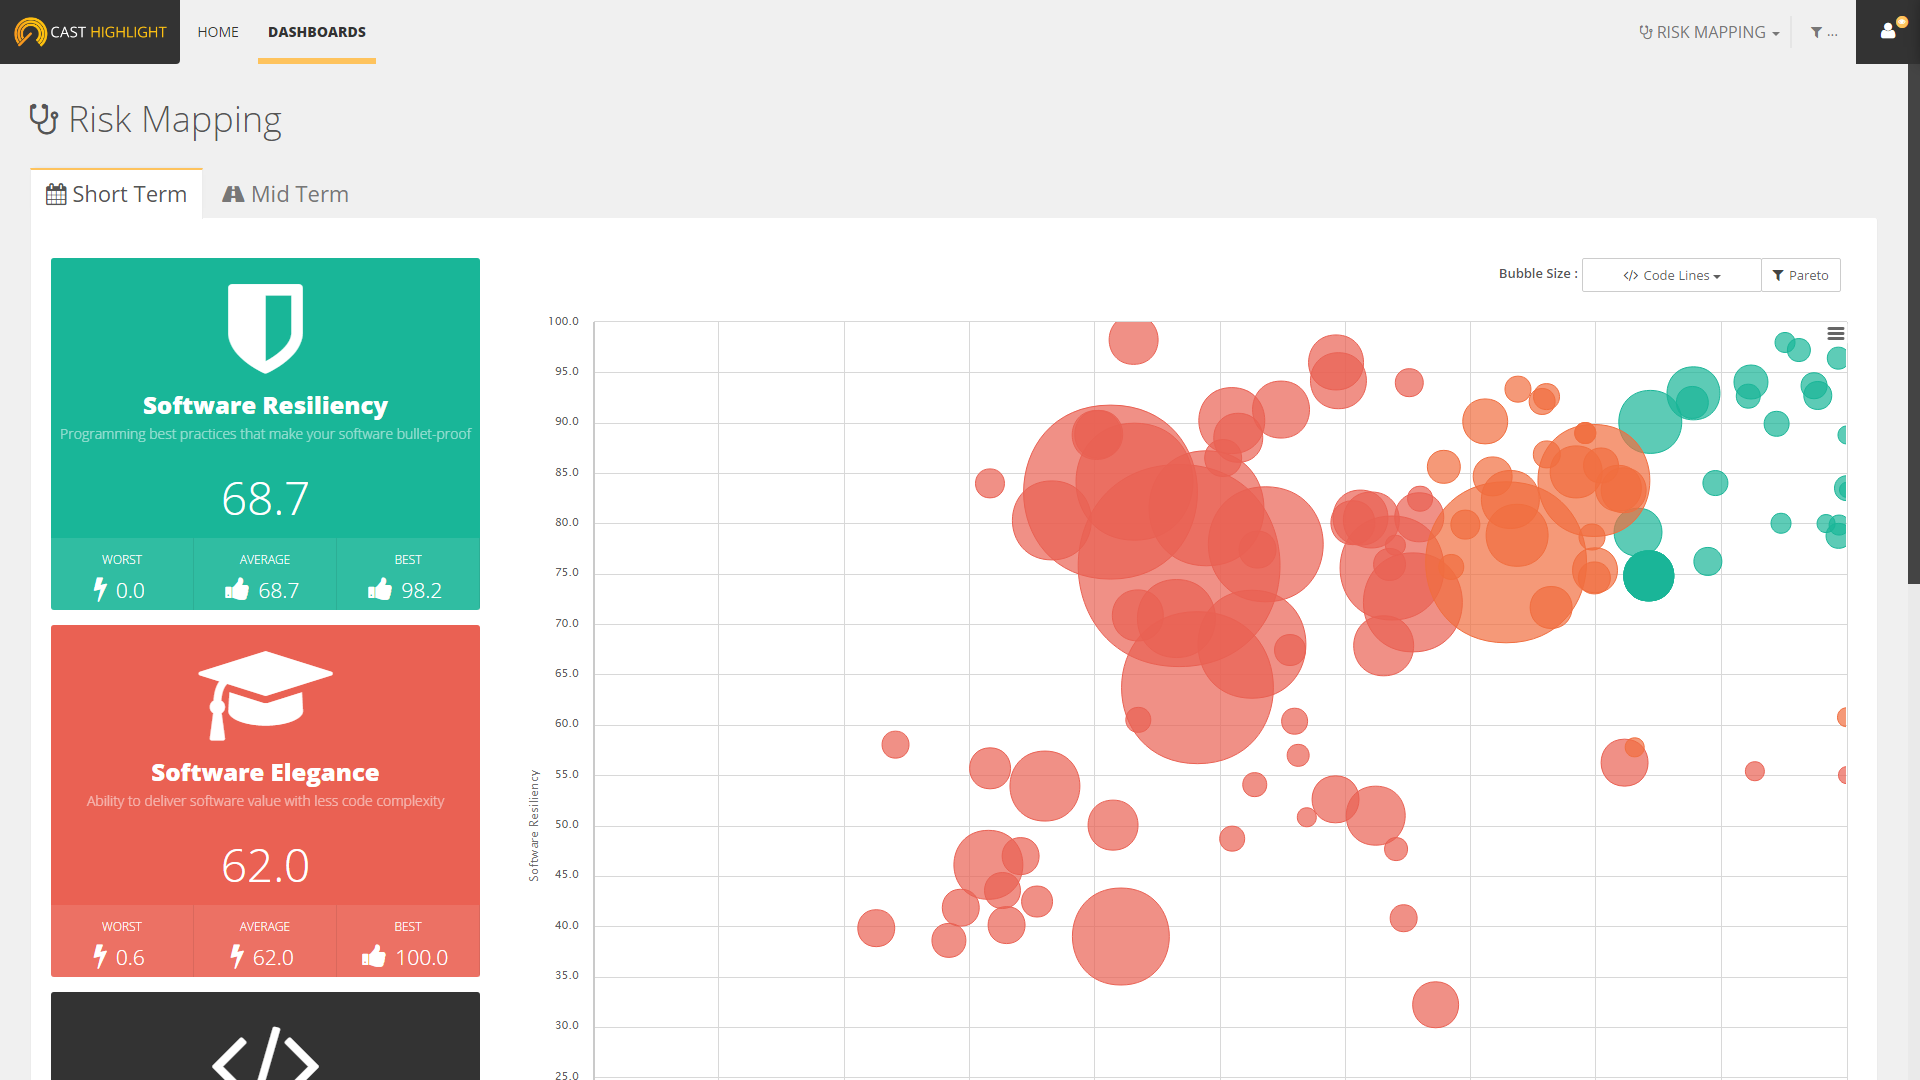 CAST HIGHLIGHT
HOME
DASHBOARDS
RISK MAPPING
...
Risk Mapping
Short Term
Mid Term
Software Resiliency
Programming best practices that make your software bullet-proof
68.7
WORST
AVERAGE
BEST
0.0
68.7
98.2
Software Elegance
Ability to deliver software value with less code complexity
62.0
WORST
AVERAGE
BEST
0.6
62.0
100.0
</>
Bubble Size :
</> Code Lines
Pareto
100.0
95.0
90.0
85.0
80.0
75.0
70.0
65.0
60.0
55.0
50.0
45.0
40.0
35.0
30.0
25.0
Software Resiliency